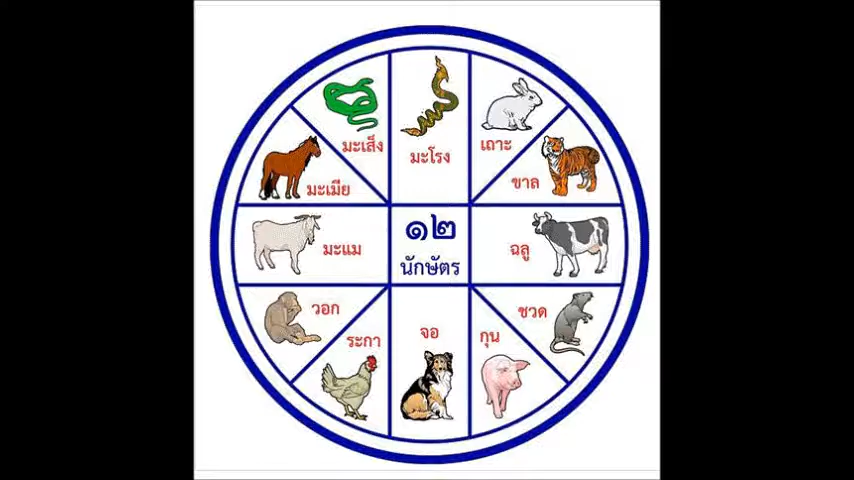 มะเส็ง
มะโรง
เถาะ
มะเมีย
ขาล
๑๒
นักษัตร
มะแม
ฉลู
วอก
ชวด
ระกา
จอ
กุน